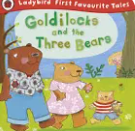 Ladybird First Favourite Tales
Goldilocks
and the
Three Bears